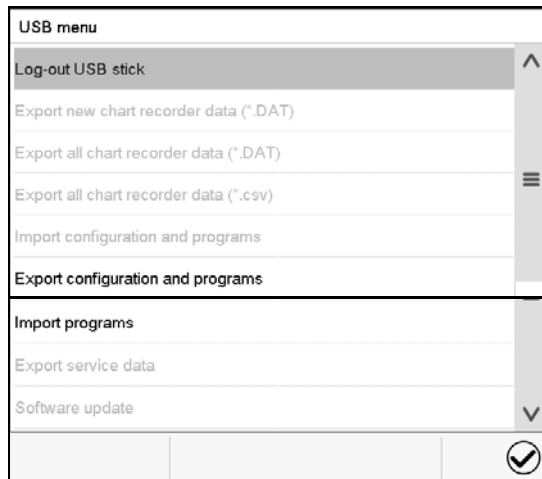 USB menu
Log-out USB stick
Export new chart recorder data (*.DAT)
Export all chart recorder data (*.DAT)
Export all chart recorder data (*.csv)
Import configuration and programs
Export configuration and programs
Import programs
Export service data
Software update